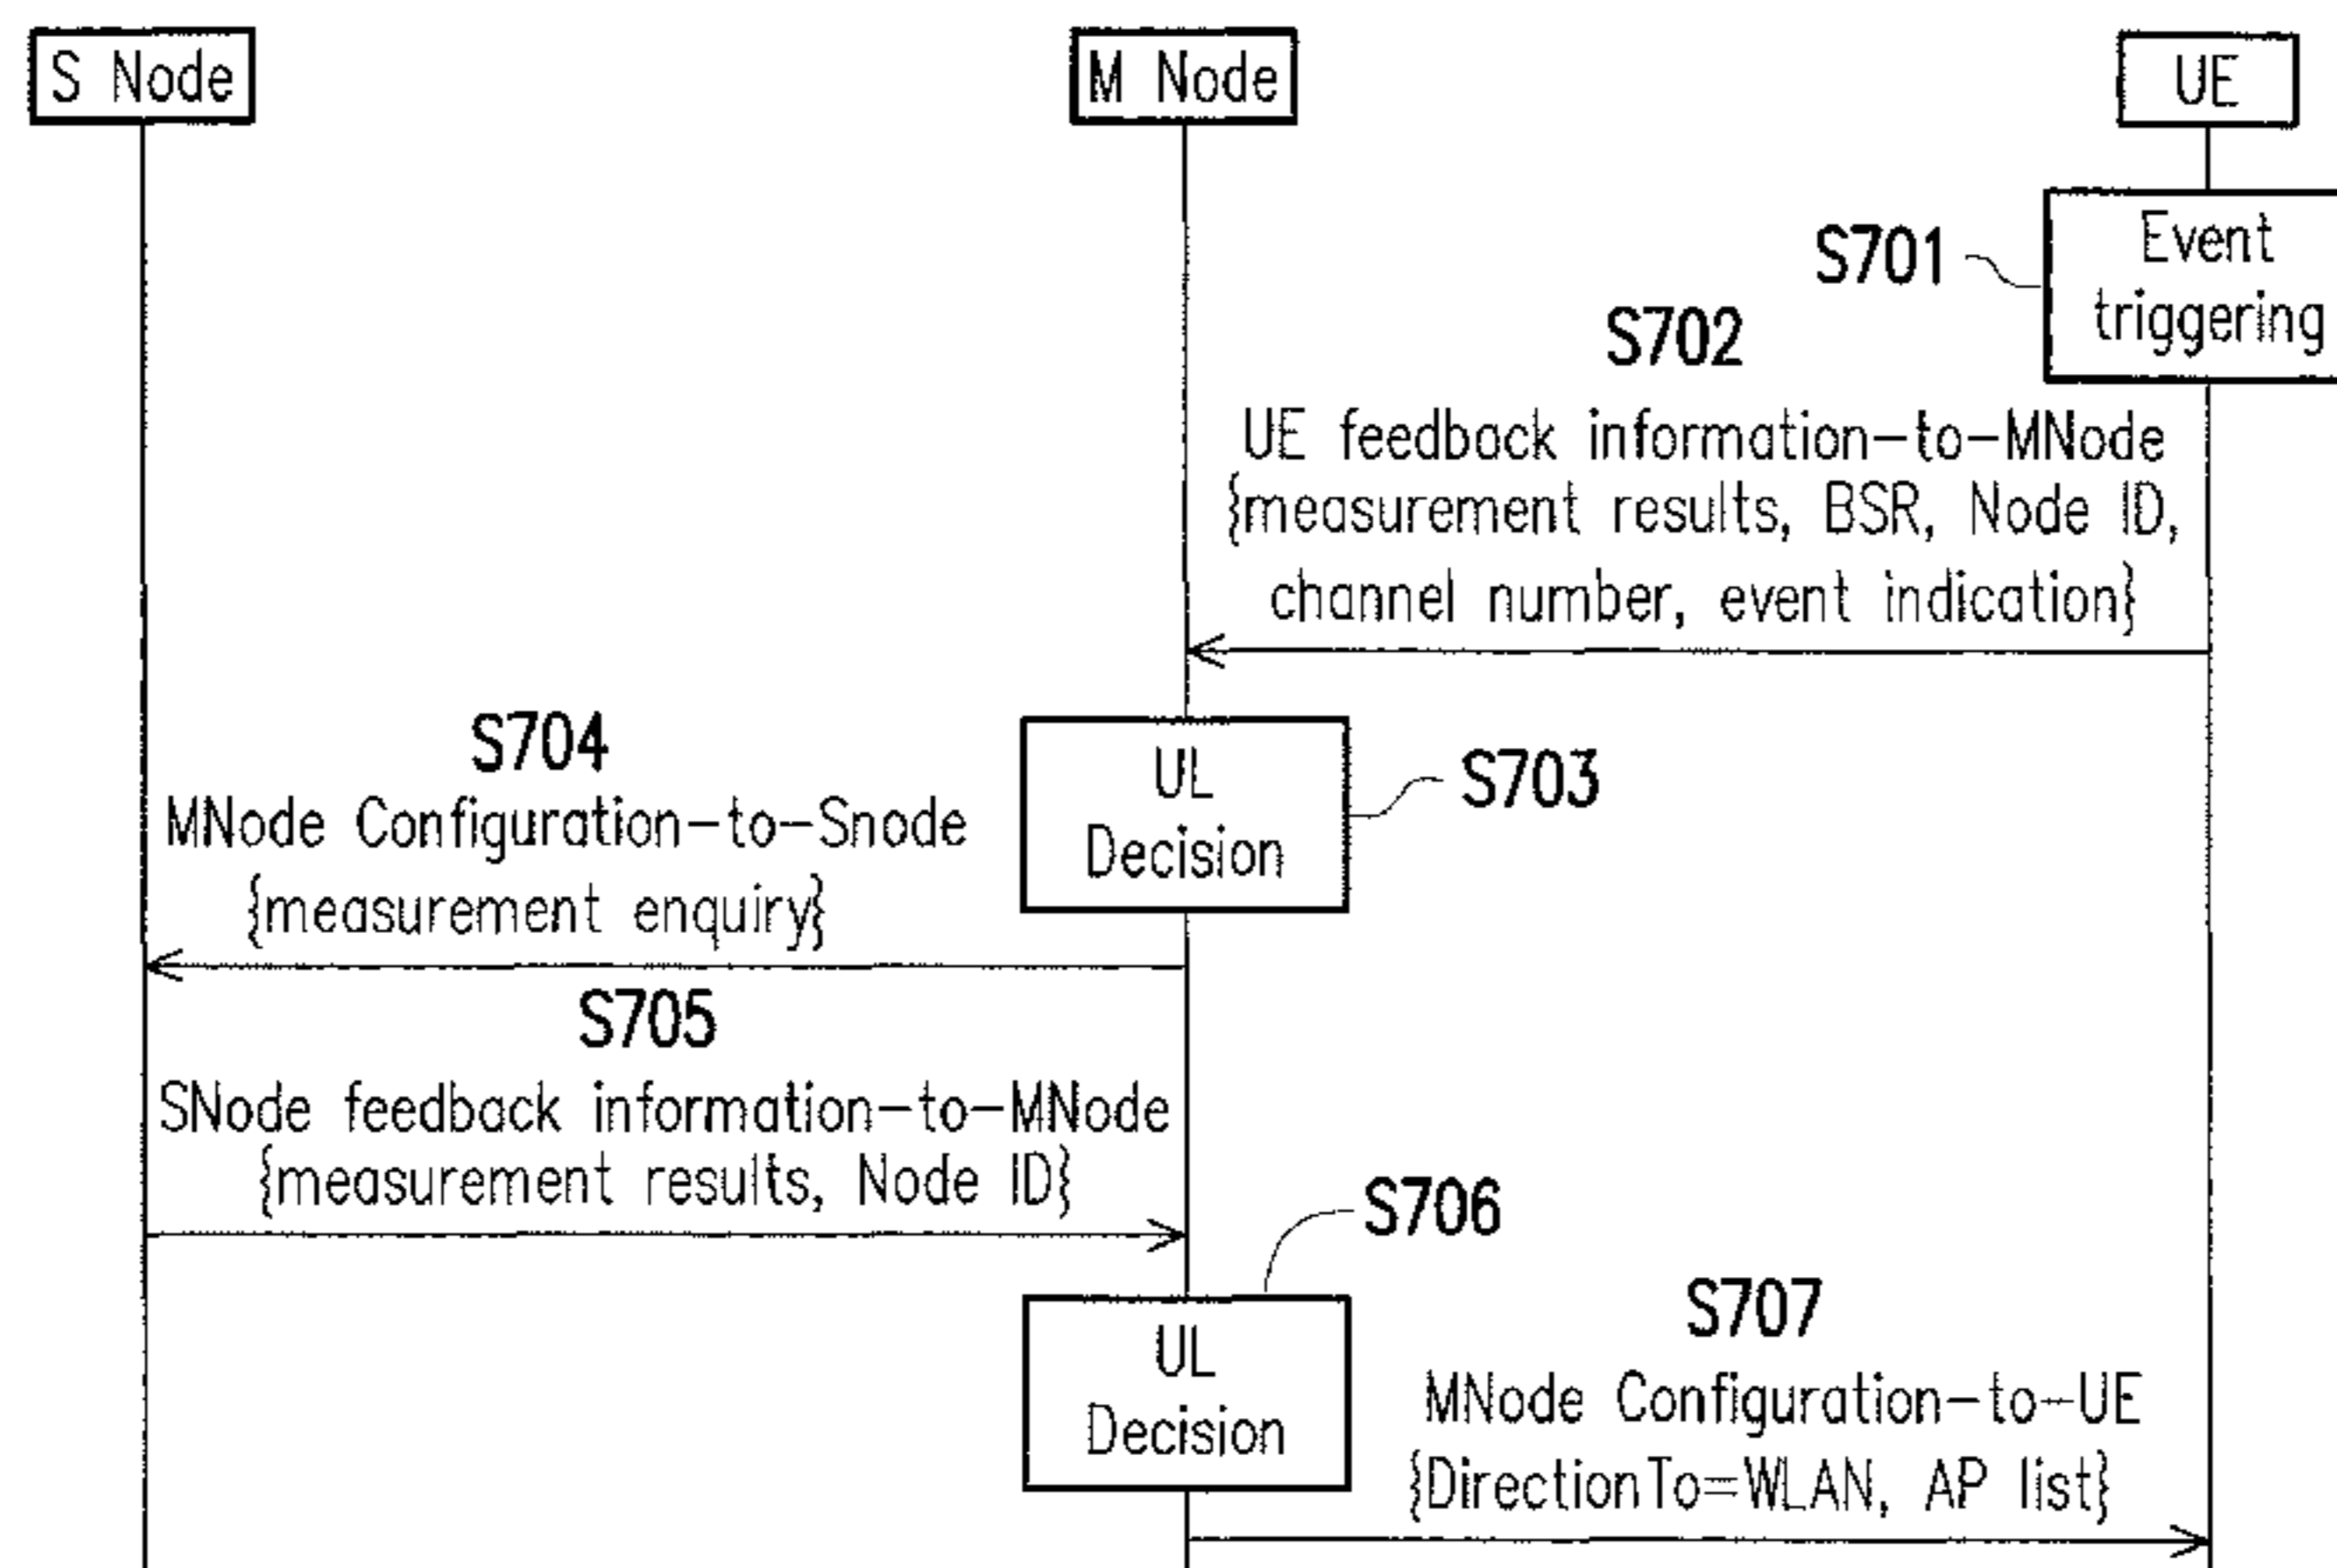 S Node
M Node
UE
S701
Event
triggering
S702
UE feedback information-to-MNode
{measurement results, BSR, Node ID,
channel number, event indication}
UL
Decision
S703
S704
MNode Configuration-to-Snode
{measurement enquiry}
S705
SNode feedback information-to-MNode
{measurement results, Node ID}
S706
UL
Decision
S707
MNode Configuration-to-UE
{DirectionTo=WLAN, AP list}